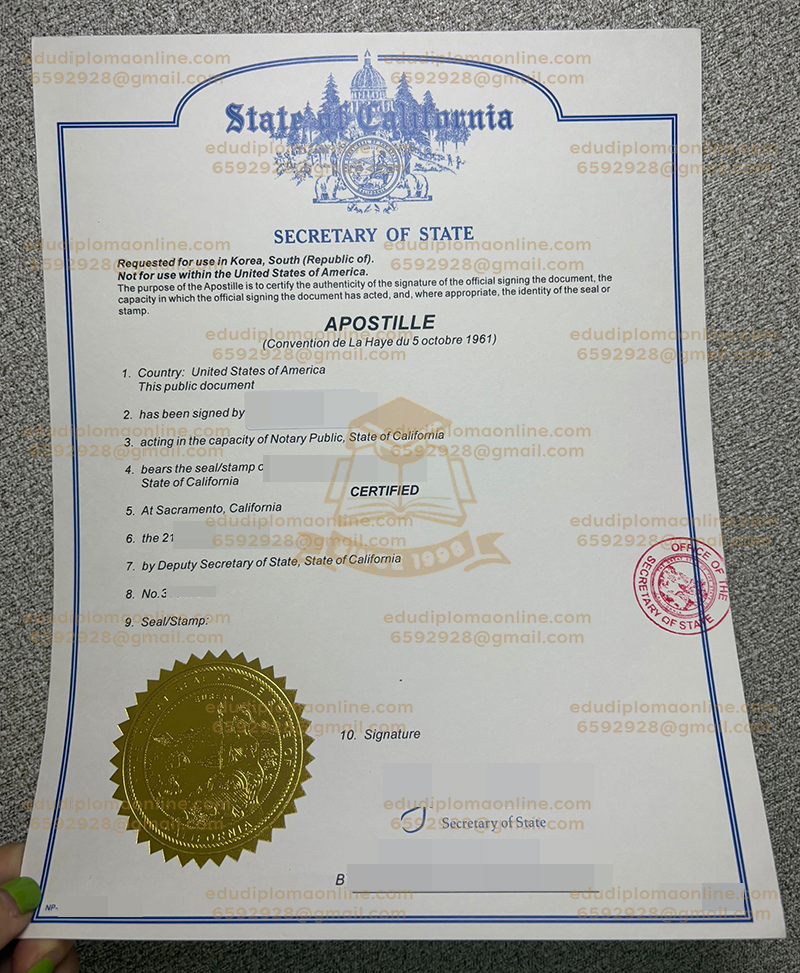 State of California
SECRETARY OF STATE
Requested for use in Korea, South (Republic of).
Not for use within the United States of America.
The purpose of the Apostille is to certify the authenticity of the signature of the official signing the document, the
capacity in which the official signing the document has acted, and, where appropriate, the identity of the seal or
stamp.
APOSTILLE
(Convention de La Haye du 5 octobre 1961)
1. Country: United States of America
This public document
2. has been signed by
3. acting in the capacity of Notary Public, State of California
4. bears the seal/stamp o
State of California
CERTIFIED
5. At Sacramento, California
6. the 21
7. by Deputy Secretary of State, State of California
8. No.3
9. Seal/Stamp:
OFFICE OF THE
SECRETARY OF STATE
10. Signature
Secretary of State
B
NP-
edudiplomaonline.com
6592928@gmail.com
1998